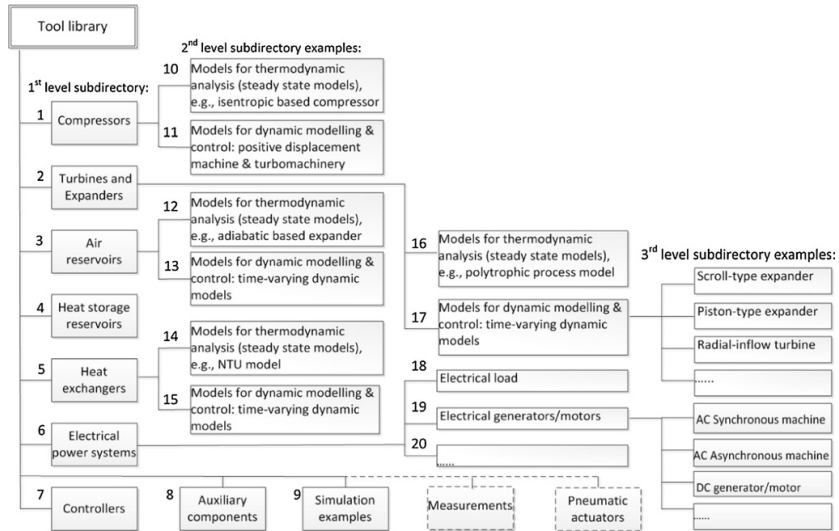 Tool library
2nd level subdirectory examples:
1st level subdirectory:
10
Models for thermodynamic
analysis (steady state models),
e.g., isentropic based compressor
1
Compressors
11
Models for dynamic modelling &
control: positive displacement
machine & turbomachinery
2
Turbines and
Expanders
12
Models for thermodynamic
analysis (steady state models),
e.g., adiabatic based expander
3
Air
reservoirs
13
Models for dynamic modelling &
control: time-varying dynamic
models
16
Models for thermodynamic
analysis (steady state models),
e.g., polytrophic process model
3rd level subdirectory examples:
Scroll-type expander
4
Heat storage
reservoirs
17
Models for dynamic modelling &
control: time-varying dynamic
models
Piston-type expander
Radial-inflow turbine
......
14
Models for thermodynamic
analysis (steady state models),
e.g., NTU model
5
Heat
exchangers
15
Models for dynamic modelling &
control: time-varying dynamic
models
18
Electrical load
19
Electrical generators/motors
20
......
6
Electrical
power systems
AC Synchronous machine
AC Asynchronous machine
DC generator/motor
......
7
Controllers
8
Auxiliary
components
9
Simulation
examples
Measurements
Pneumatic
actuators